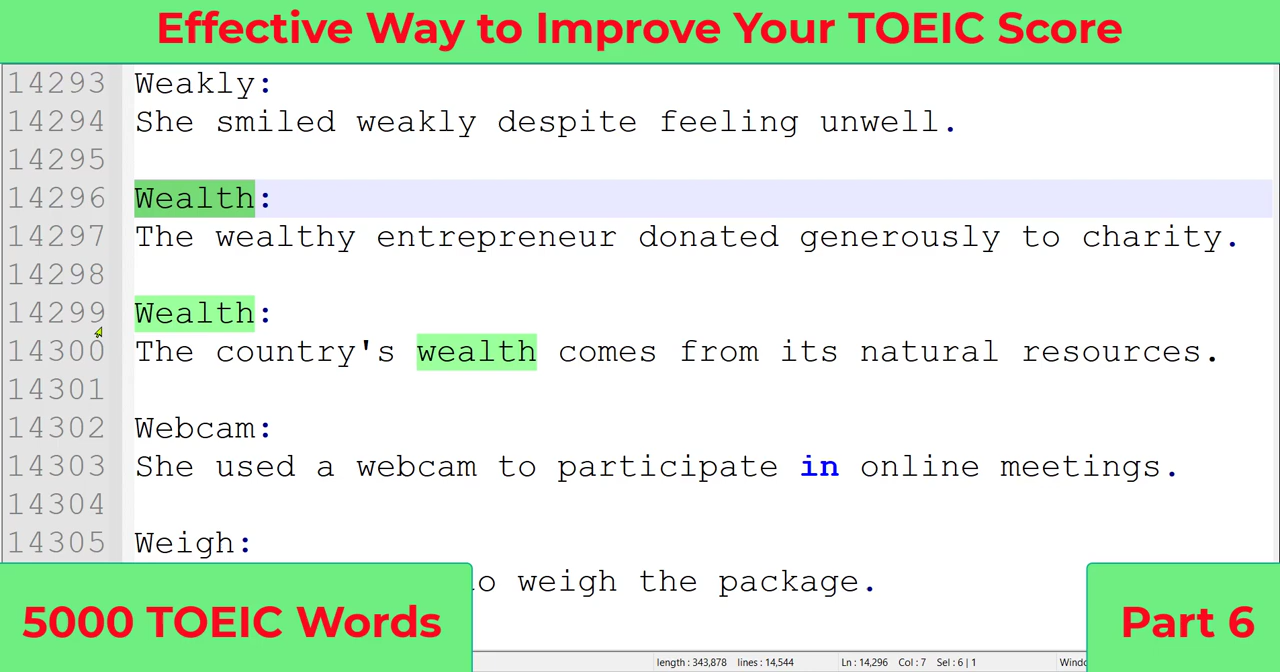 Effective Way to Improve Your TOEIC Score
14293 Weakly:
14294 She smiled weakly despite feeling unwell.
14295
14296 Wealth:
14297 The wealthy entrepreneur donated generously to charity.
14298
14299 Wealth:
14300 The country's wealth comes from its natural resources.
14301
14302 Webcam:
14303 She used a webcam to participate in online meetings.
14304
14305 Weigh:
weigh the package.
5000 TOEIC Words
Part 6
length : 343,878 lines : 14,544 Ln : 14,296 Col : 7 Sel : 6 | 1